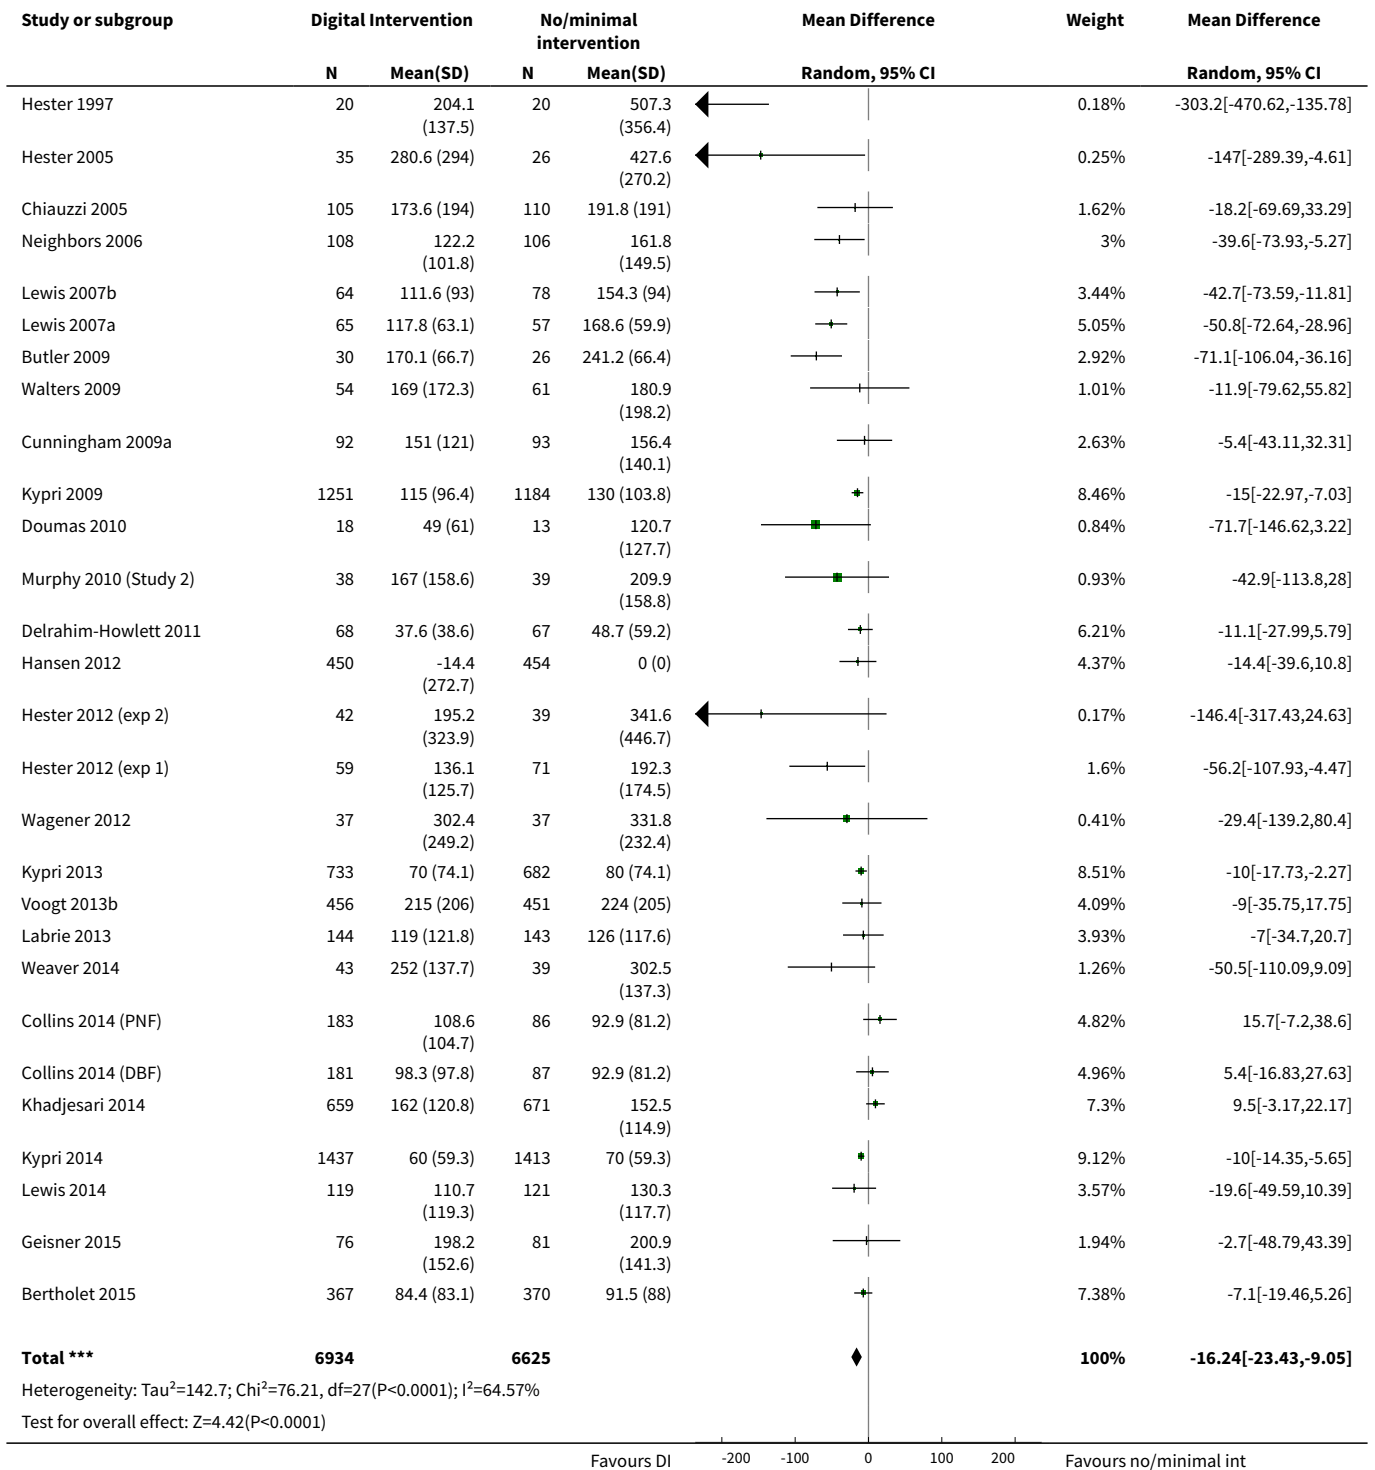 Study or subgroup Digital Intervention No/minimal intervention Mean Difference Weight Mean Difference
N Mean(SD) N Mean(SD) Random, 95% CI Random, 95% CI
Hester 1997 20 204.1 (137.5) 20 507.3 (356.4) 0.18% -303.2[-470.62,-135.78]
Hester 2005 35 280.6 (294) 26 427.6 (270.2) 0.25% -147[-289.39,-4.61]
Chiauzzi 2005 105 173.6 (194) 110 191.8 (191) 1.62% -18.2[-69.69,33.29]
Neighbors 2006 108 122.2 (101.8) 106 161.8 (149.5) 3% -39.6[-73.93,-5.27]
Lewis 2007b 64 111.6 (93) 78 154.3 (94) 3.44% -42.7[-73.59,-11.81]
Lewis 2007a 65 117.8 (63.1) 57 168.6 (59.9) 5.05% -50.8[-72.64,-28.96]
Butler 2009 30 170.1 (66.7) 26 241.2 (66.4) 2.92% -71.1[-106.04,-36.16]
Walters 2009 54 169 (172.3) 61 180.9 (198.2) 1.01% -11.9[-79.62,55.82]
Cunningham 2009a 92 151 (121) 93 156.4 (140.1) 2.63% -5.4[-43.11,32.31]
Kypri 2009 1251 115 (96.4) 1184 130 (103.8) 8.46% -15[-22.97,-7.03]
Doumas 2010 18 49 (61) 13 120.7 (127.7) 0.84% -71.7[-146.62,3.22]
Murphy 2010 (Study 2) 38 167 (158.6) 39 209.9 (158.8) 0.93% -42.9[-113.8,28]
Delrahim-Howlett 2011 68 37.6 (38.6) 67 48.7 (59.2) 6.21% -11.1[-27.99,5.79]
Hansen 2012 450 -14.4 (272.7) 454 0 (0) 4.37% -14.4[-39.6,10.8]
Hester 2012 (exp 2) 42 195.2 (323.9) 39 341.6 (446.7) 0.17% -146.4[-317.43,24.63]
Hester 2012 (exp 1) 59 136.1 (125.7) 71 192.3 (174.5) 1.6% -56.2[-107.93,-4.47]
Wagener 2012 37 302.4 (249.2) 37 331.8 (232.4) 0.41% -29.4[-139.2,80.4]
Kypri 2013 733 70 (74.1) 682 80 (74.1) 8.51% -10[-17.73,-2.27]
Voogt 2013b 456 215 (206) 451 224 (205) 4.09% -9[-35.75,17.75]
Labrie 2013 144 119 (121.8) 143 126 (117.6) 3.93% -7[-34.7,20.7]
Weaver 2014 43 252 (137.7) 39 302.5 (137.3) 1.26% -50.5[-110.09,9.09]
Collins 2014 (PNF) 183 108.6 (104.7) 86 92.9 (81.2) 4.82% 15.7[-7.2,38.6]
Collins 2014 (DBF) 181 98.3 (97.8) 87 92.9 (81.2) 4.96% 5.4[-16.83,27.63]
Khadjesari 2014 659 162 (120.8) 671 152.5 (114.9) 7.3% 9.5[-3.17,22.17]
Kypri 2014 1437 60 (59.3) 1413 70 (59.3) 9.12% -10[-14.35,-5.65]
Lewis 2014 119 110.7 (119.3) 121 130.3 (117.7) 3.57% -19.6[-49.59,10.39]
Geisner 2015 76 198.2 (152.6) 81 200.9 (141.3) 1.94% -2.7[-48.79,43.39]
Bertholet 2015 367 84.4 (83.1) 370 91.5 (88) 7.38% -7.1[-19.46,5.26]
Total *** 6934 6625 100% -16.24[-23.43,-9.05]
Heterogeneity: Tau²=142.7; Chi²=76.21, df=27(P<0.0001); I²=64.57%
Test for overall effect: Z=4.42(P<0.0001)
Favours DI -200 -100 0 100 200 Favours no/minimal int